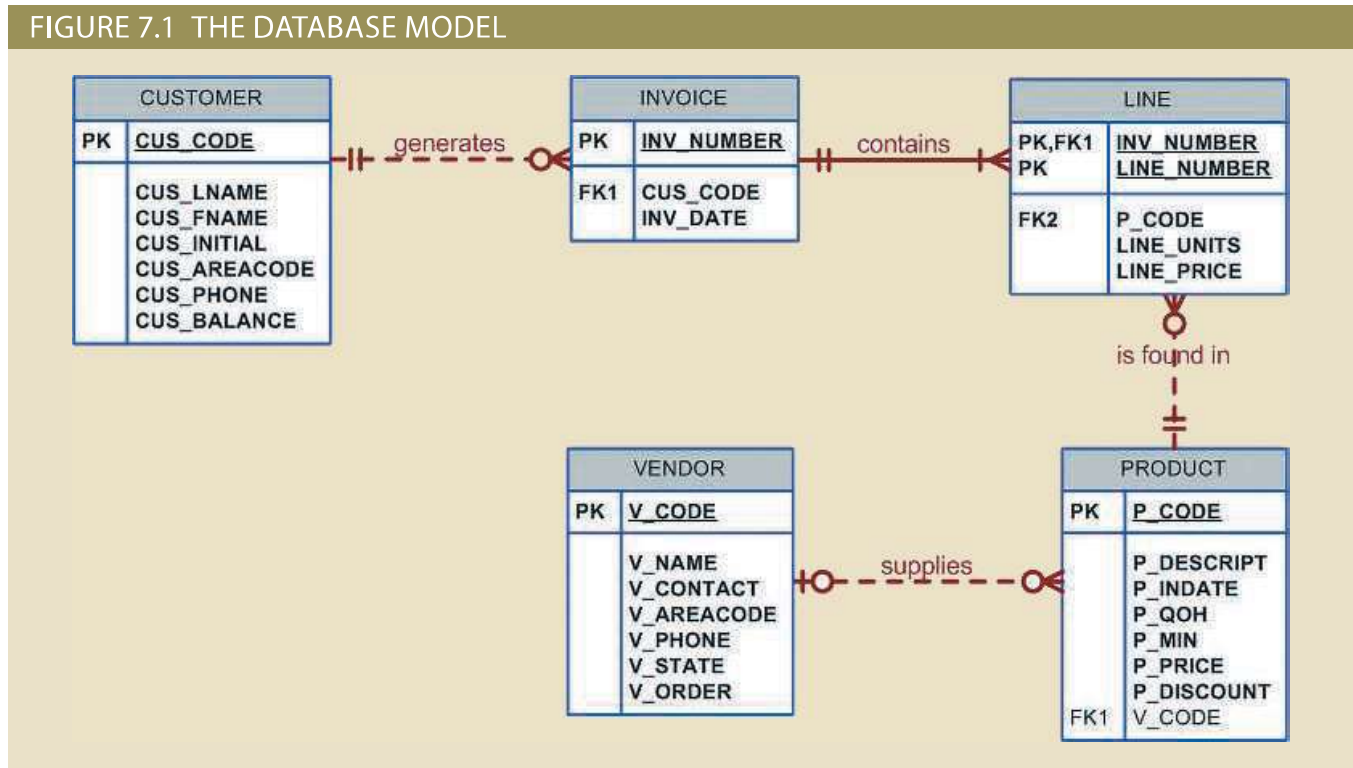 FIGURE 7.1 THE DATABASE MODEL
CUSTOMER
PK CUS_CODE
CUS_LNAME
CUS_FNAME
CUS_INITIAL
CUS_AREACODE
CUS_PHONE
CUS_BALANCE
generates
INVOICE
PK INV_NUMBER
FK1 CUS_CODE
INV_DATE
contains
LINE
PK,FK1 INV_NUMBER
PK LINE_NUMBER
FK2 P_CODE
LINE_UNITS
LINE_PRICE
is found in
VENDOR
PK V_CODE
V_NAME
V_CONTACT
V_AREACODE
V_PHONE
V_STATE
V_ORDER
supplies
PRODUCT
PK P_CODE
P_DESCRIPT
P_INDATE
P_QOH
P_MIN
P_PRICE
P_DISCOUNT
FK1 V_CODE